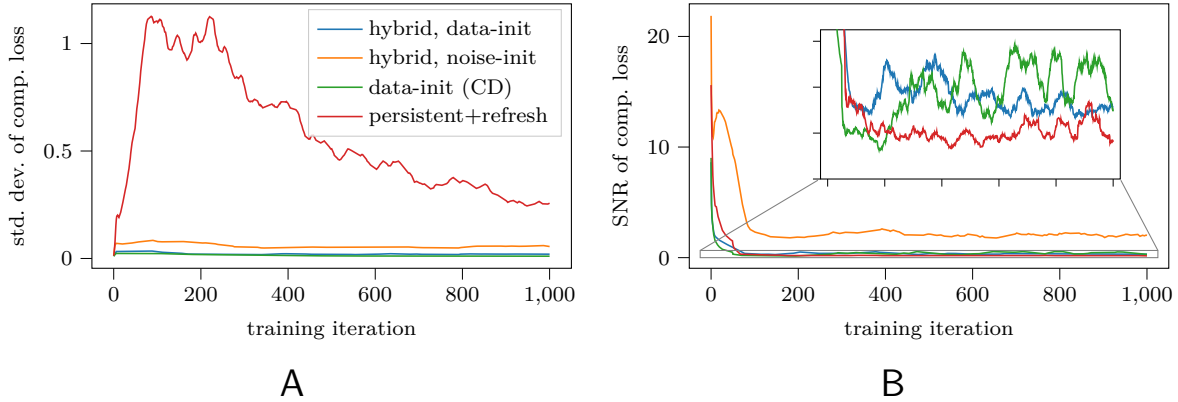 std. dev. of comp. loss
1
0.5
0
0 200 400 600 800 1,000
training iteration
hybrid, data-init
hybrid, noise-init
data-init (CD)
persistent+refresh
A
SNR of comp. loss
20
10
0
0 200 400 600 800 1,000
training iteration
B